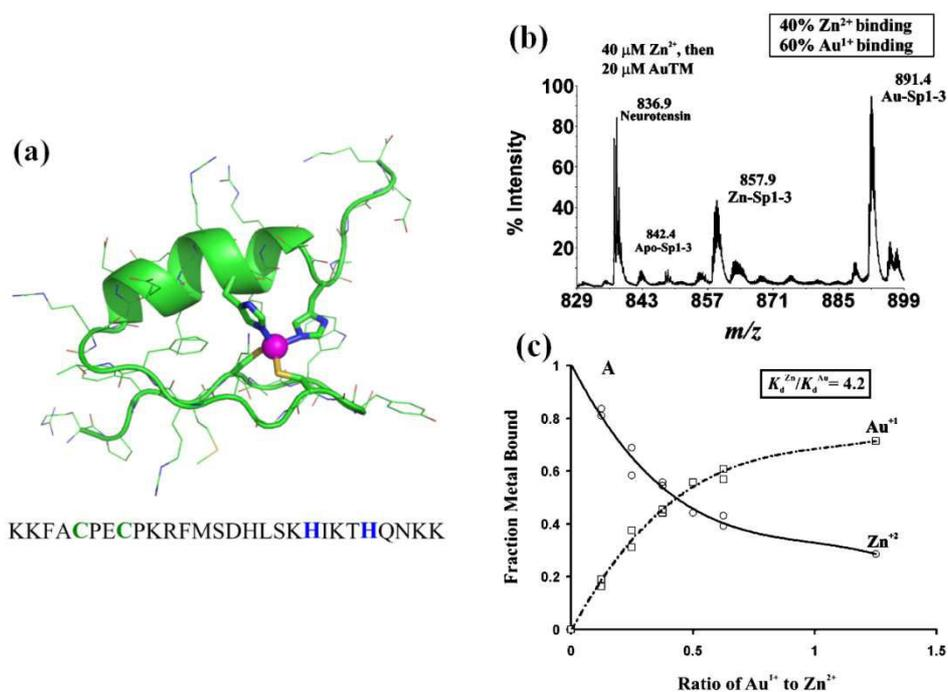 (a)
KKFACPECPKRFMSDHLSKHIKTHQNKK
(b)
40% Zn²⁺ binding
60% Au¹⁺ binding
40 μM Zn²⁺, then
20 μM AuTM
891.4
Au-Sp1-3
836.9
Neurotensin
857.9
Zn-Sp1-3
842.4
Apo-Sp1-3
% Intensity
100
80
60
40
20
829 843 857 871 885 899
m/z
(c)
A
K_d^Zn/K_d^Au= 4.2
Au⁺¹
Zn⁺²
Fraction Metal Bound
1
0.8
0.6
0.4
0.2
0
0 0.5 1 1.5
Ratio of Au¹⁺ to Zn²⁺